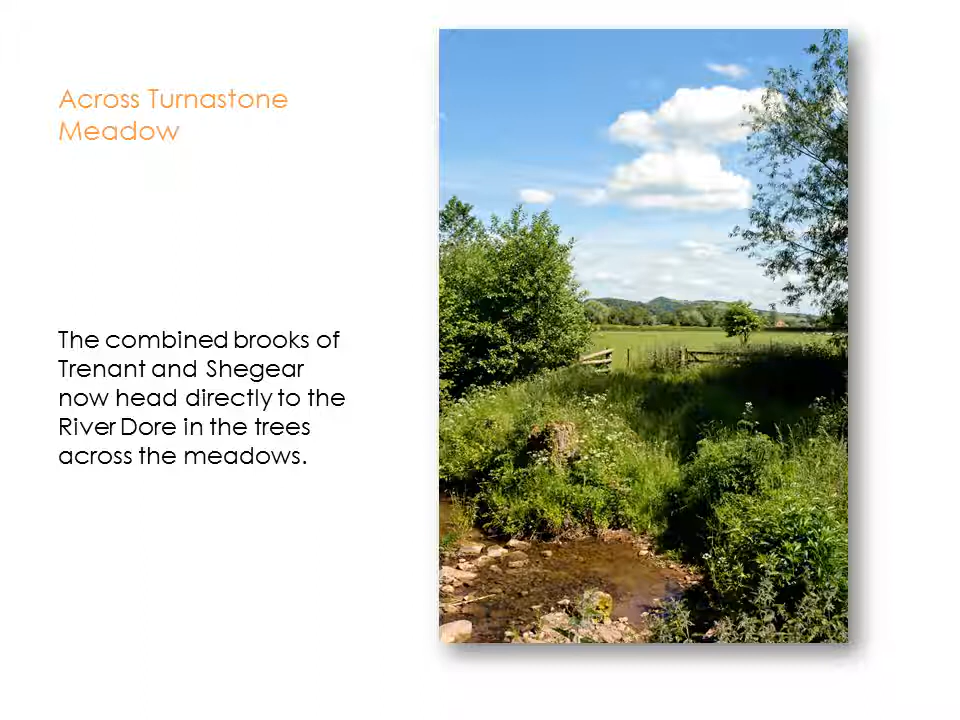 Across Turnastone
Meadow
The combined brooks of
Trenant and Shegear
now head directly to the
River Dore in the trees
across the meadows.